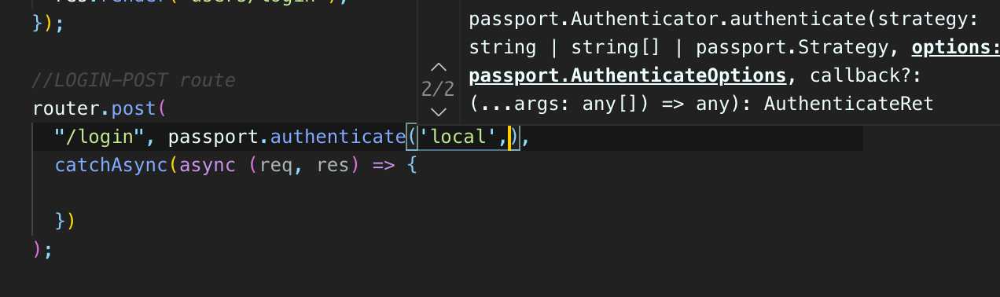 res.render("users/login");
});
//LOGIN-POST route
router.post(
"/login", passport.authenticate('local',),
catchAsync(async (req, res) => {
})
);
2/2
passport.Authenticator.authenticate(strategy:
string | string[] | passport.Strategy, options:
passport.AuthenticateOptions, callback?:
(...args: any[]) => any): AuthenticateRet